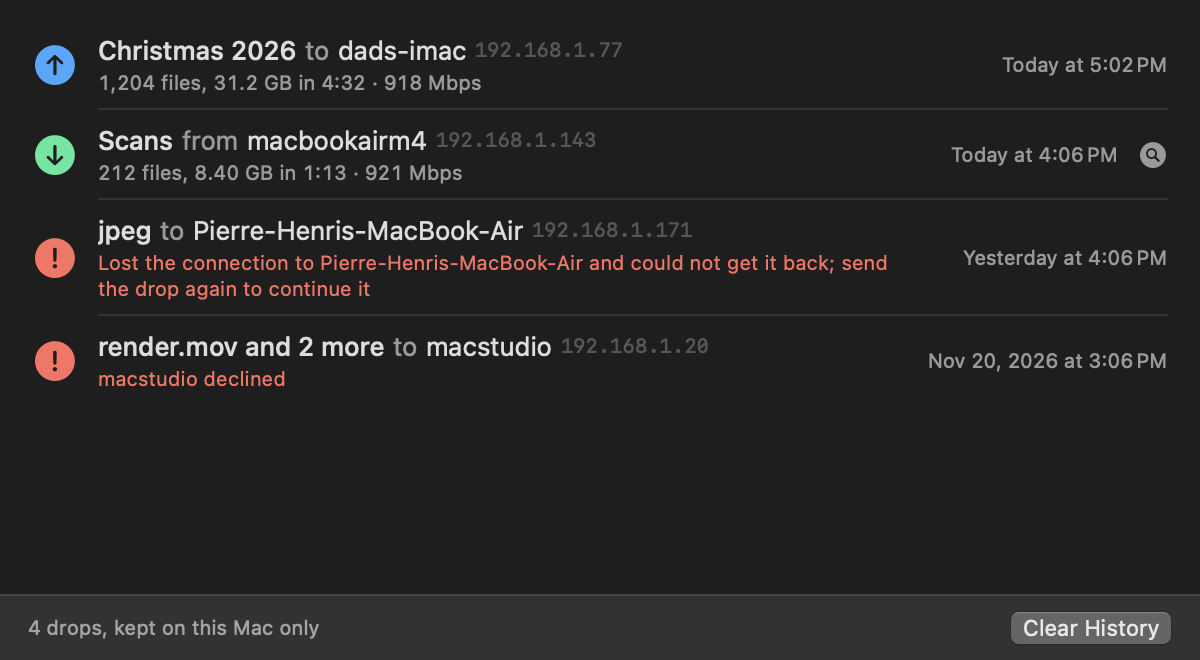 Christmas 2026 to dads-imac 192.168.1.77
1,204 files, 31.2 GB in 4:32 · 918 Mbps
Today at 5:02 PM
Scans from macbookairm4 192.168.1.143
212 files, 8.40 GB in 1:13 · 921 Mbps
Today at 4:06 PM
jpeg to Pierre-Henris-MacBook-Air 192.168.1.171
Lost the connection to Pierre-Henris-MacBook-Air and could not get it back; send
the drop again to continue it
Yesterday at 4:06 PM
render.mov and 2 more to macstudio 192.168.1.20
macstudio declined
Nov 20, 2026 at 3:06 PM
4 drops, kept on this Mac only
Clear History